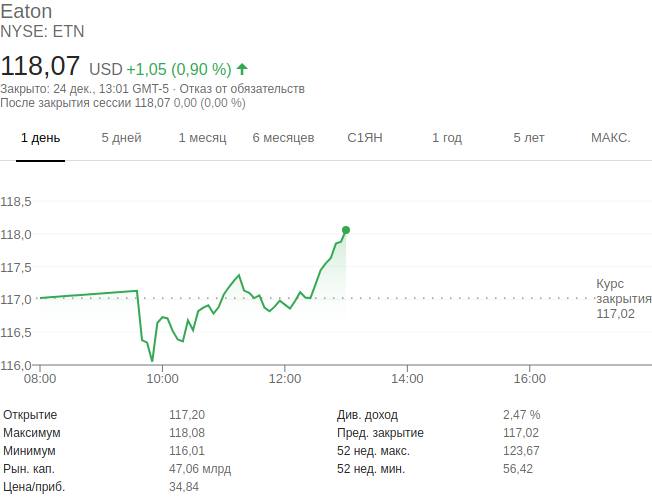 Eaton
NYSE: ETN
118,07 USD +1,05 (0,90 %)
Закрыто: 24 дек., 13:01 GMT-5 · Отказ от обязательств
После закрытия сессии 118,07 0,00 (0,00 %)
1 день 5 дней 1 месяц 6 месяцев С1ЯН 1 год 5 лет МАКС.
118,5
118,0
117,5
117,0
116,5
116,0
Курс
закрытия
117,02
08:00 10:00 12:00 14:00 16:00
Открытие 117,20 Див. доход 2,47 %
Максимум 118,08 Пред. закрытие 117,02
Минимум 116,01 52 нед. макс. 123,67
Рын. кап. 47,06 млрд 52 нед. мин. 56,42
Цена/приб. 34,84